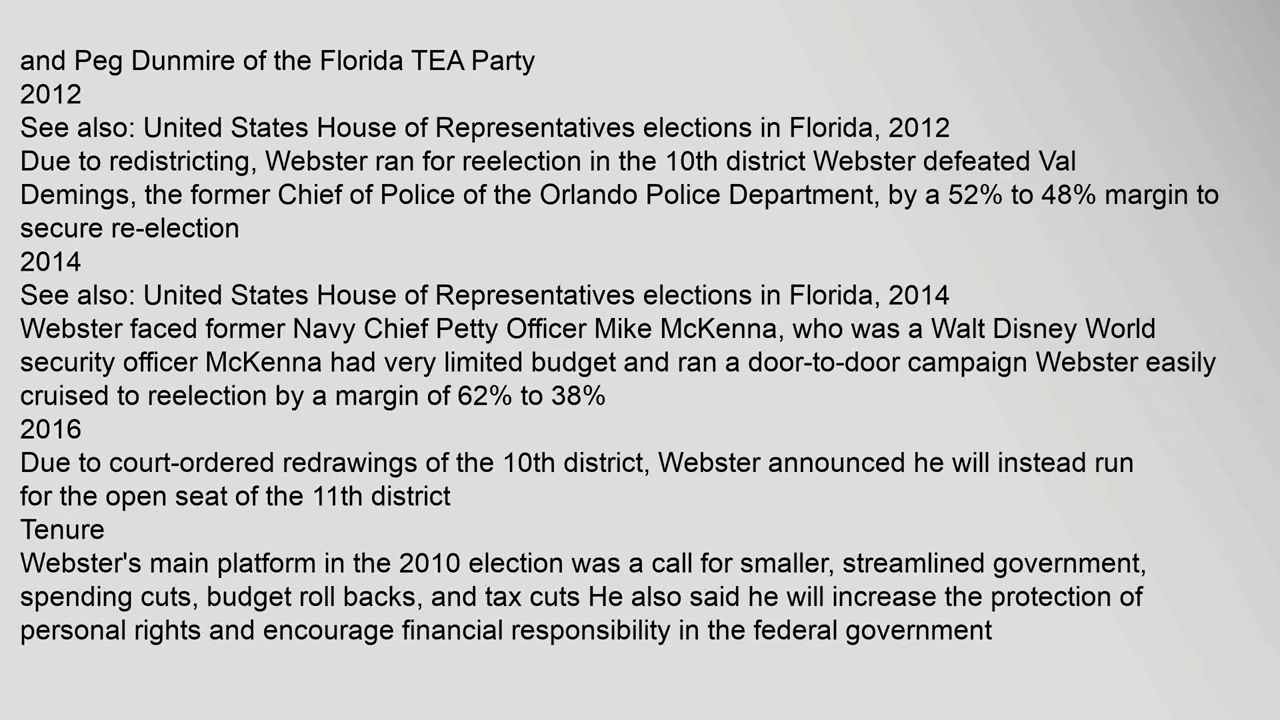 and Peg Dunmire of the Florida TEA Party
2012
See also: United States House of Representatives elections in Florida, 2012
Due to redistricting, Webster ran for reelection in the 10th district Webster defeated Val
Demings, the former Chief of Police of the Orlando Police Department, by a 52% to 48% margin to
secure re-election
2014
See also: United States House of Representatives elections in Florida, 2014
Webster faced former Navy Chief Petty Officer Mike McKenna, who was a Walt Disney World
security officer McKenna had very limited budget and ran a door-to-door campaign Webster easily
cruised to reelection by a margin of 62% to 38%
2016
Due to court-ordered redrawings of the 10th district, Webster announced he will instead run
for the open seat of the 11th district
Tenure
Webster's main platform in the 2010 election was a call for smaller, streamlined government,
spending cuts, budget roll backs, and tax cuts He also said he will increase the protection of
personal rights and encourage financial responsibility in the federal government